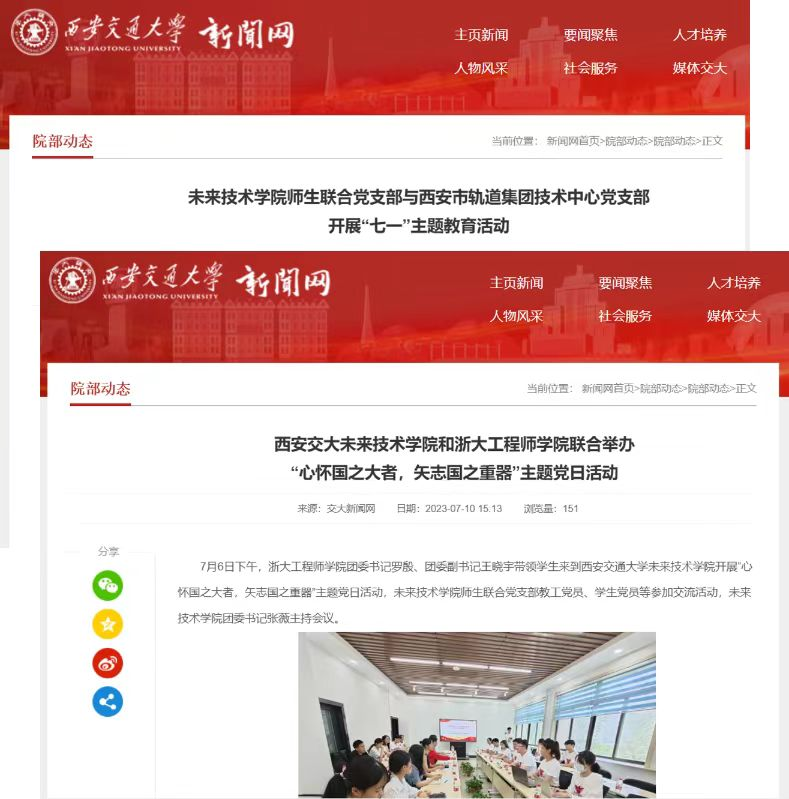 西安交通大学 新闻网
XI'AN JIAOTONG UNIVERSITY
主页新闻 要闻聚焦 人才培养
人物风采 社会服务 媒体交大
院部动态
当前位置: 新闻网首页>院部动态>院部动态>正文
未来技术学院师生联合党支部与西安市轨道集团技术中心党支部
开展“七一”主题教育活动
西安交通大学 新闻网
XI'AN JIAOTONG UNIVERSITY
主页新闻 要闻聚焦 人才培养
人物风采 社会服务 媒体交大
院部动态
当前位置: 新闻网首页>院部动态>院部动态>正文
西安交大未来技术学院和浙大工程师学院联合举办
“心怀国之大者，矢志国之重器”主题党日活动
来源: 交大新闻网 日期: 2023-07-10 15:13 浏览量: 151
分享
7月6日下午，浙大工程师学院团委书记罗殷、团委副书记王晓宇带领学生来到西安交通大学未来技术学院开展“心
怀国之大者，矢志国之重器”主题党日活动，未来技术学院师生联合党支部教工党员、学生党员等参加交流活动，未来
技术学院团委书记张薇主持会议。